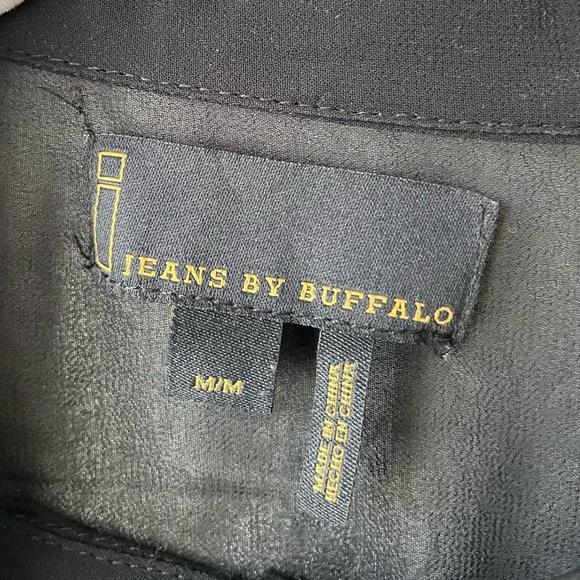 i JEANS BY BUFFALO
M/M
MADE IN CHINA
HECHO EN CHINA